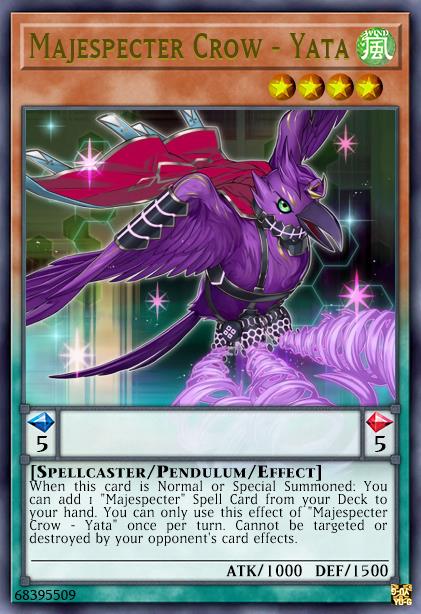 Majespecter Crow - Yata
WIND
風
5
5
[Spellcaster/Pendulum/Effect]
When this card is Normal or Special Summoned: You
can add 1 "Majespecter" Spell Card from your Deck to
your hand. You can only use this effect of "Majespecter
Crow - Yata" once per turn. Cannot be targeted or
destroyed by your opponent's card effects.
ATK/1000 DEF/1500
68395509